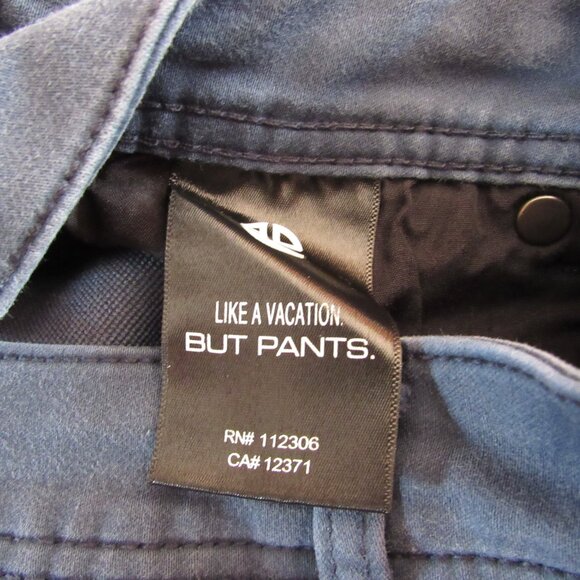 LIKE A VACATION.
BUT PANTS.
RN# 112306
CA# 12371